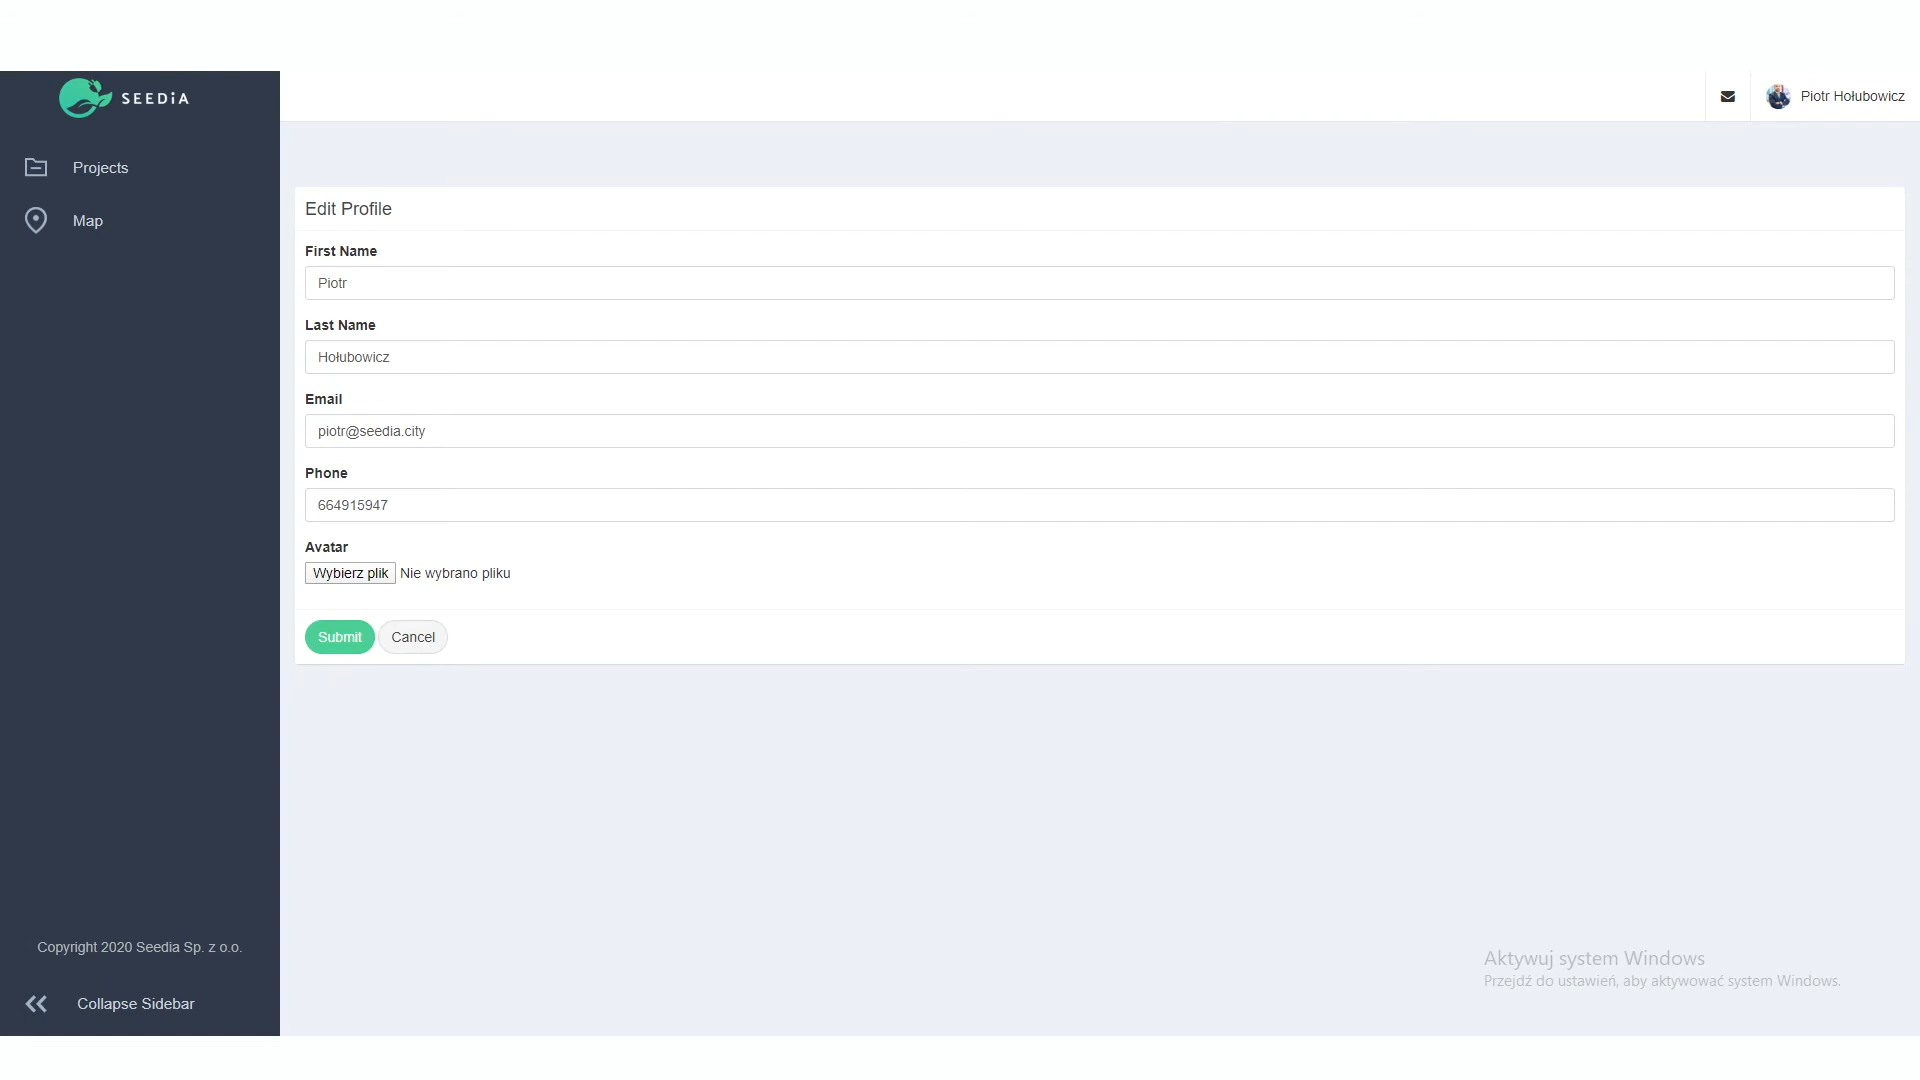 SEEDiA
Piotr Hołubowicz
Projects
Map
Edit Profile
First Name
Piotr
Last Name
Hołubowicz
Email
piotr@seedia.city
Phone
664915947
Avatar
Wybierz plik Nie wybrano pliku
Submit Cancel
Copyright 2020 Seedia Sp. z o.o.
Collapse Sidebar
Aktywuj system Windows
Przejdź do ustawień, aby aktywować system Windows.